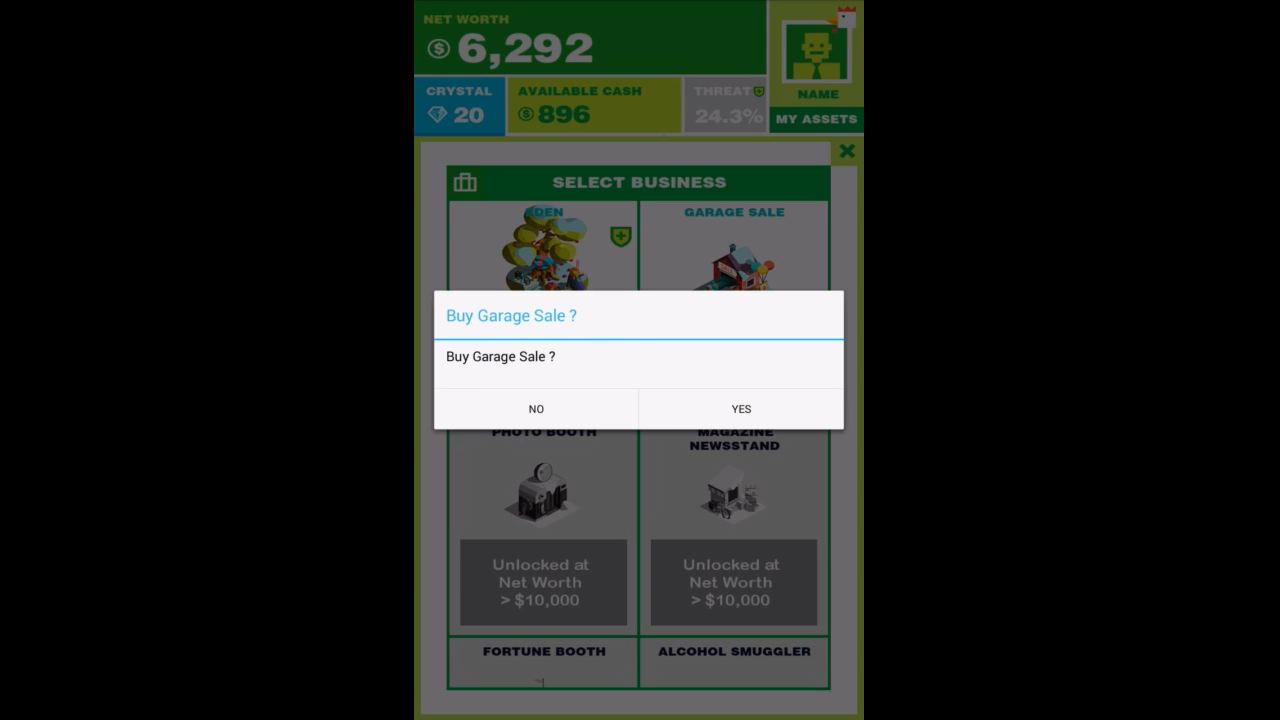 NET WORTH
6,292
CRYSTAL
20
AVAILABLE CASH
896
THREAT
24.3%
NAME
MY ASSETS
SELECT BUSINESS
EDEN
GARAGE SALE
Buy Garage Sale ?
Buy Garage Sale ?
NO
YES
PHOTO BOOTH
MAGAZINE
NEWSSTAND
Unlocked at
Net Worth
> $10,000
Unlocked at
Net Worth
> $10,000
FORTUNE BOOTH
ALCOHOL SMUGGLER